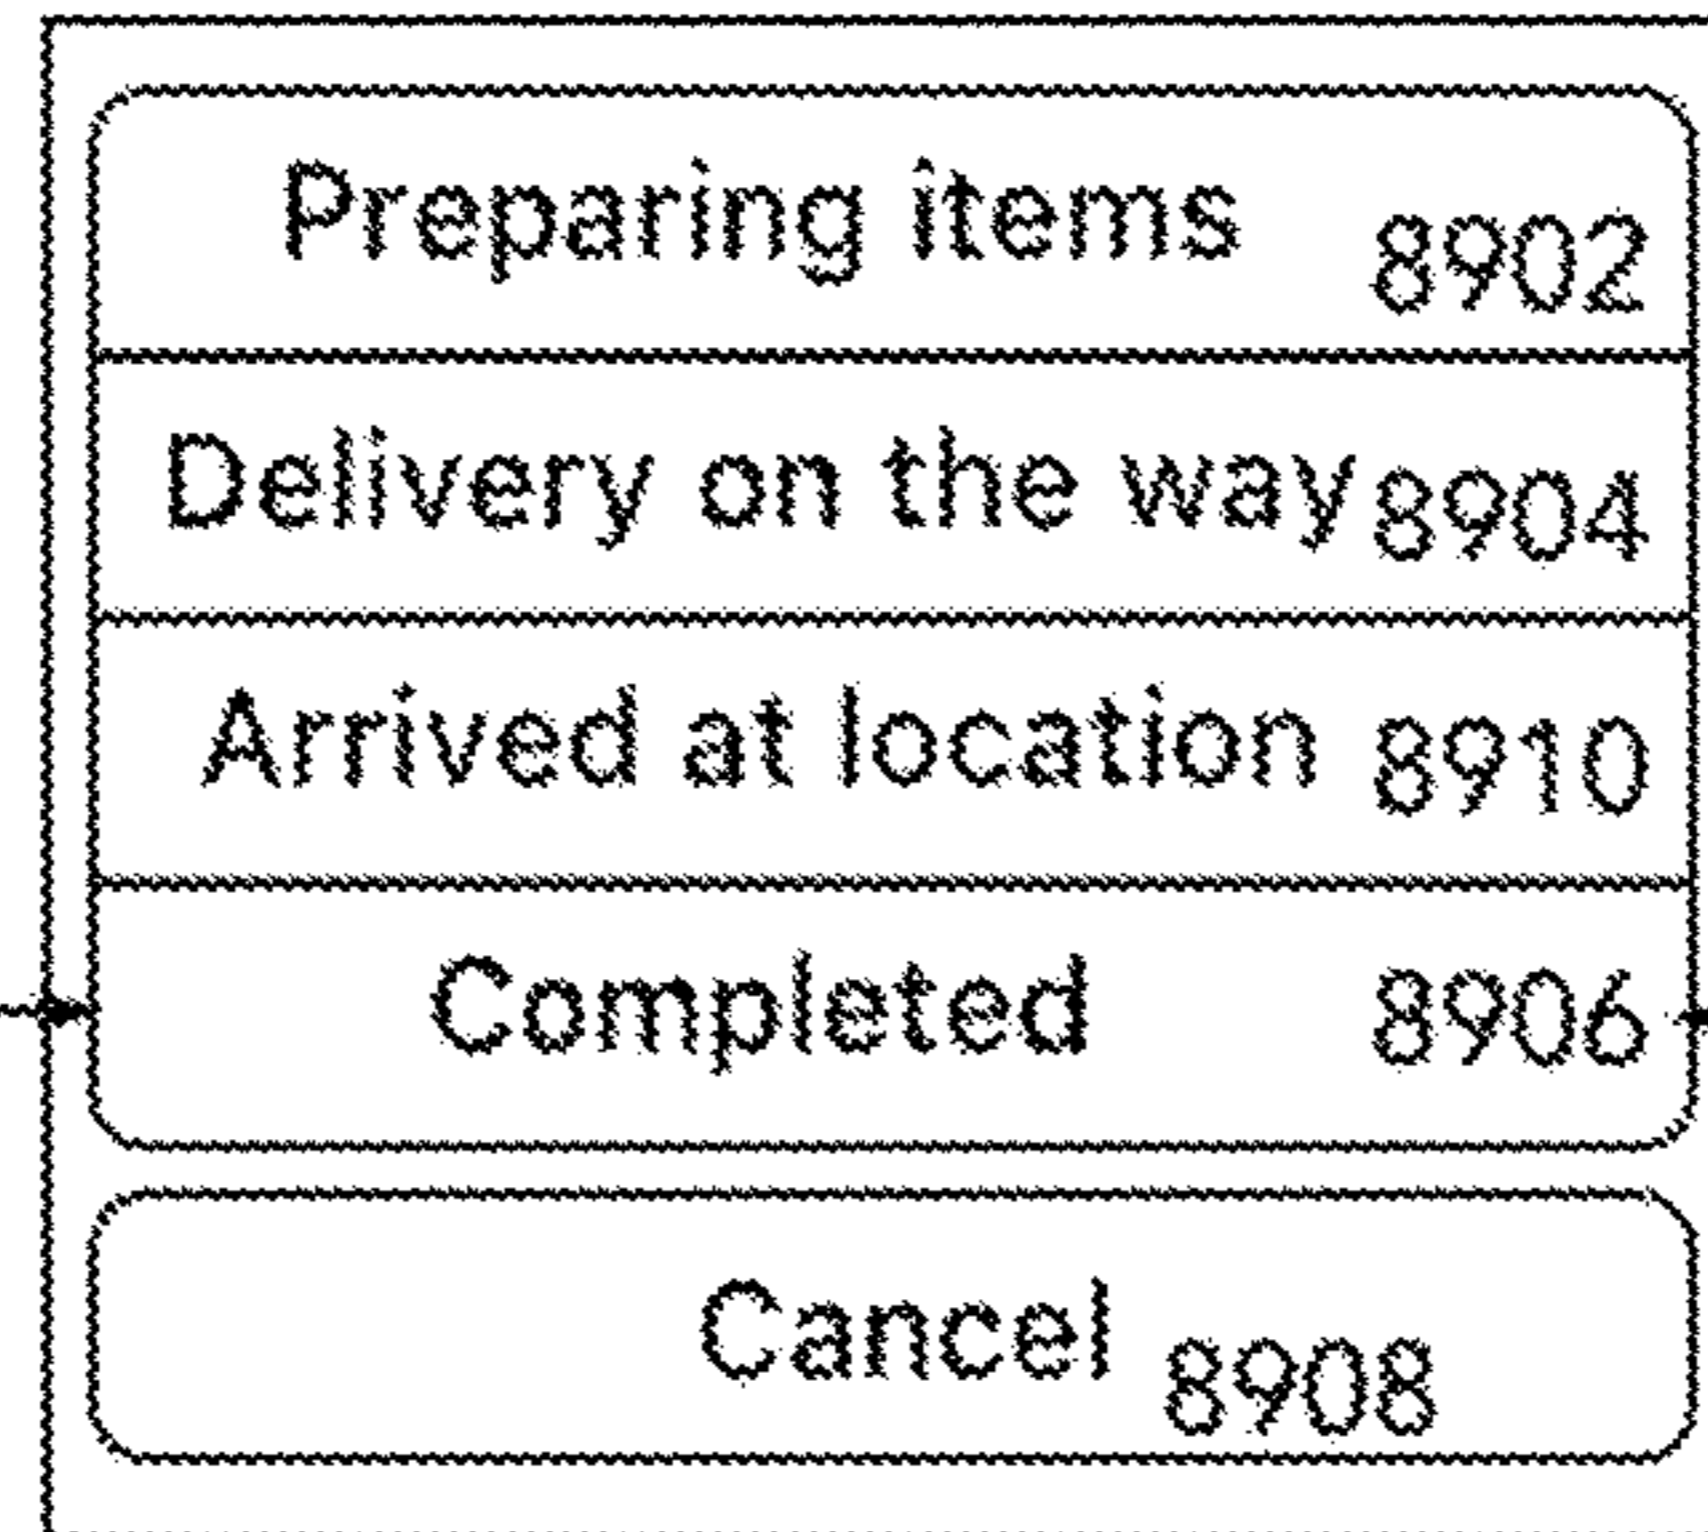 Preparing items 8902
Delivery on the way 8904
Arrived at location 8910
Completed 8906
Cancel 8908